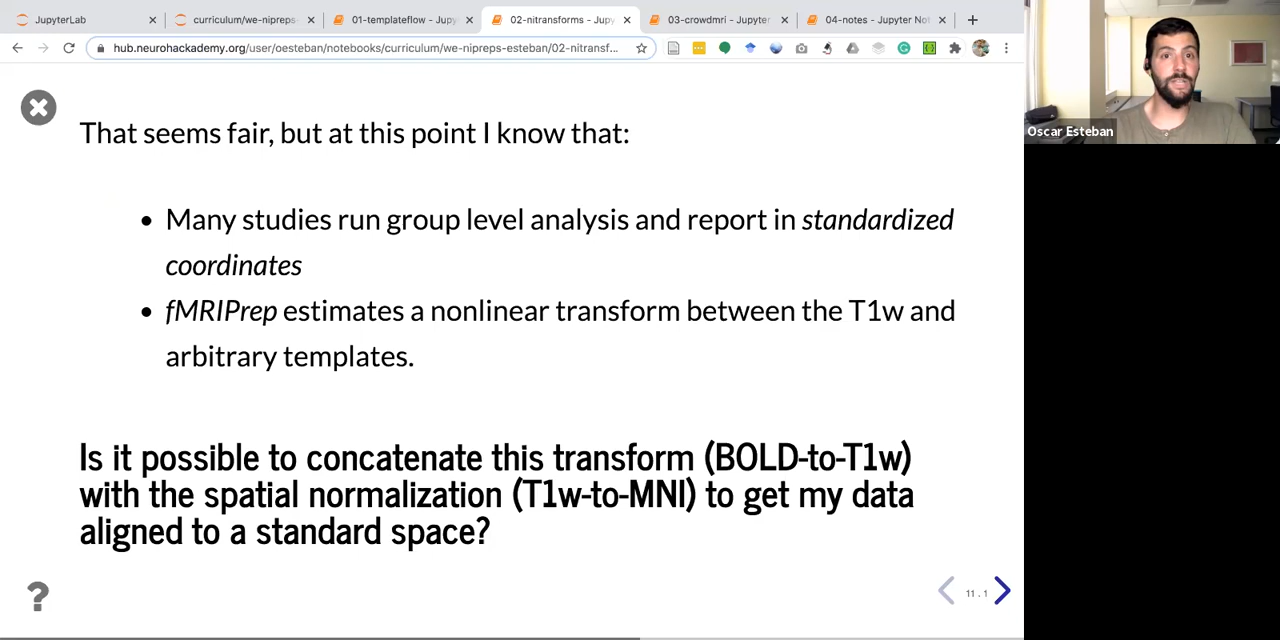 JupyterLab
curriculum/we-nipreps-
01-templateflow - Jupy
02-nitransforms - Jupy
03-crowdmri - Jupyter
04-notes - Jupyter Not
hub.neurohackademy.org/user/oesteban/notebooks/curriculum/we-nipreps-esteban/02-nitransf...
Oscar Esteban
That seems fair, but at this point I know that:
• Many studies run group level analysis and report in standardized
coordinates
• fMRIPrep estimates a nonlinear transform between the T1w and
arbitrary templates.
Is it possible to concatenate this transform (BOLD-to-T1w)
with the spatial normalization (T1w-to-MNI) to get my data
aligned to a standard space?
?
11 . 1